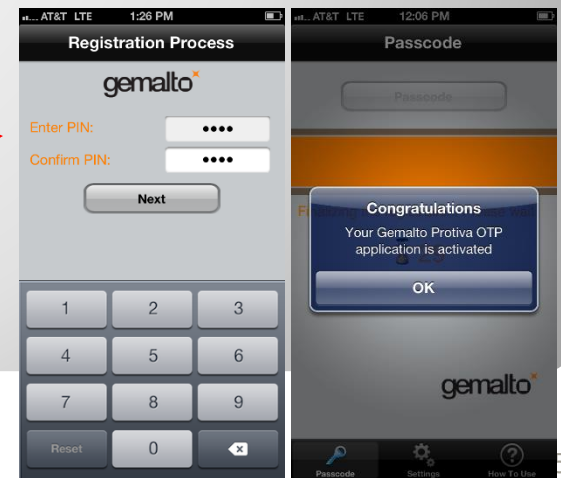 AT&T LTE 1:26 PM
Registration Process
gemalto
Enter PIN:
Confirm PIN:
Next
1 2 3
4 5 6
7 8 9
Reset 0
AT&T LTE 12:06 PM
Passcode
Passcode
Congratulations
Your Gemalto Protiva OTP
application is activated
OK
gemalto
Passcode Settings How To Use